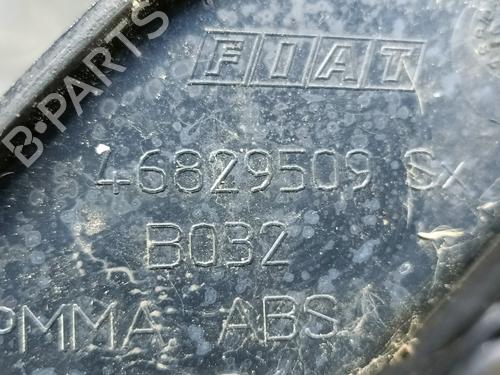 FIAT
46829509 Sx
B032
PMMA ABS
B-PARTS